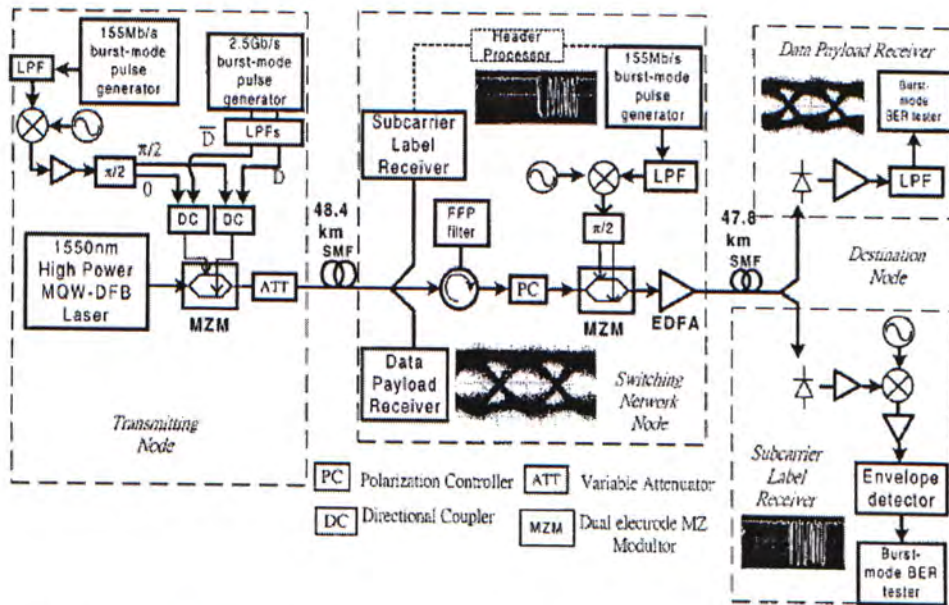 155Mb/s
burst-mode
pulse
generator
2.5Gb/s
burst-mode
pulse
generator
LPF
LPFs
D
π/2
π/2
0
D
DC
DC
1550nm
High Power
MQW-DFB
Laser
MZM
ATT
Transmitting
Node
48.4
km
SMF
Header
Processor
155Mb/s
burst-mode
pulse
generator
Subcarrier
Label
Receiver
LPF
FFP
filter
π/2
PC
MZM
EDFA
Data
Payload
Receiver
Switching
Network
Node
47.8
km
SMF
Data Payload Receiver
Burst-
mode
BER tester
LPF
Destination
Node
Subcarrier
Label
Receiver
Envelope
detector
Burst-
mode BER
tester
PC Polarization Controller
ATT Variable Attenuator
DC Directional Coupler
MZM Dual electrode MZ
Modultor